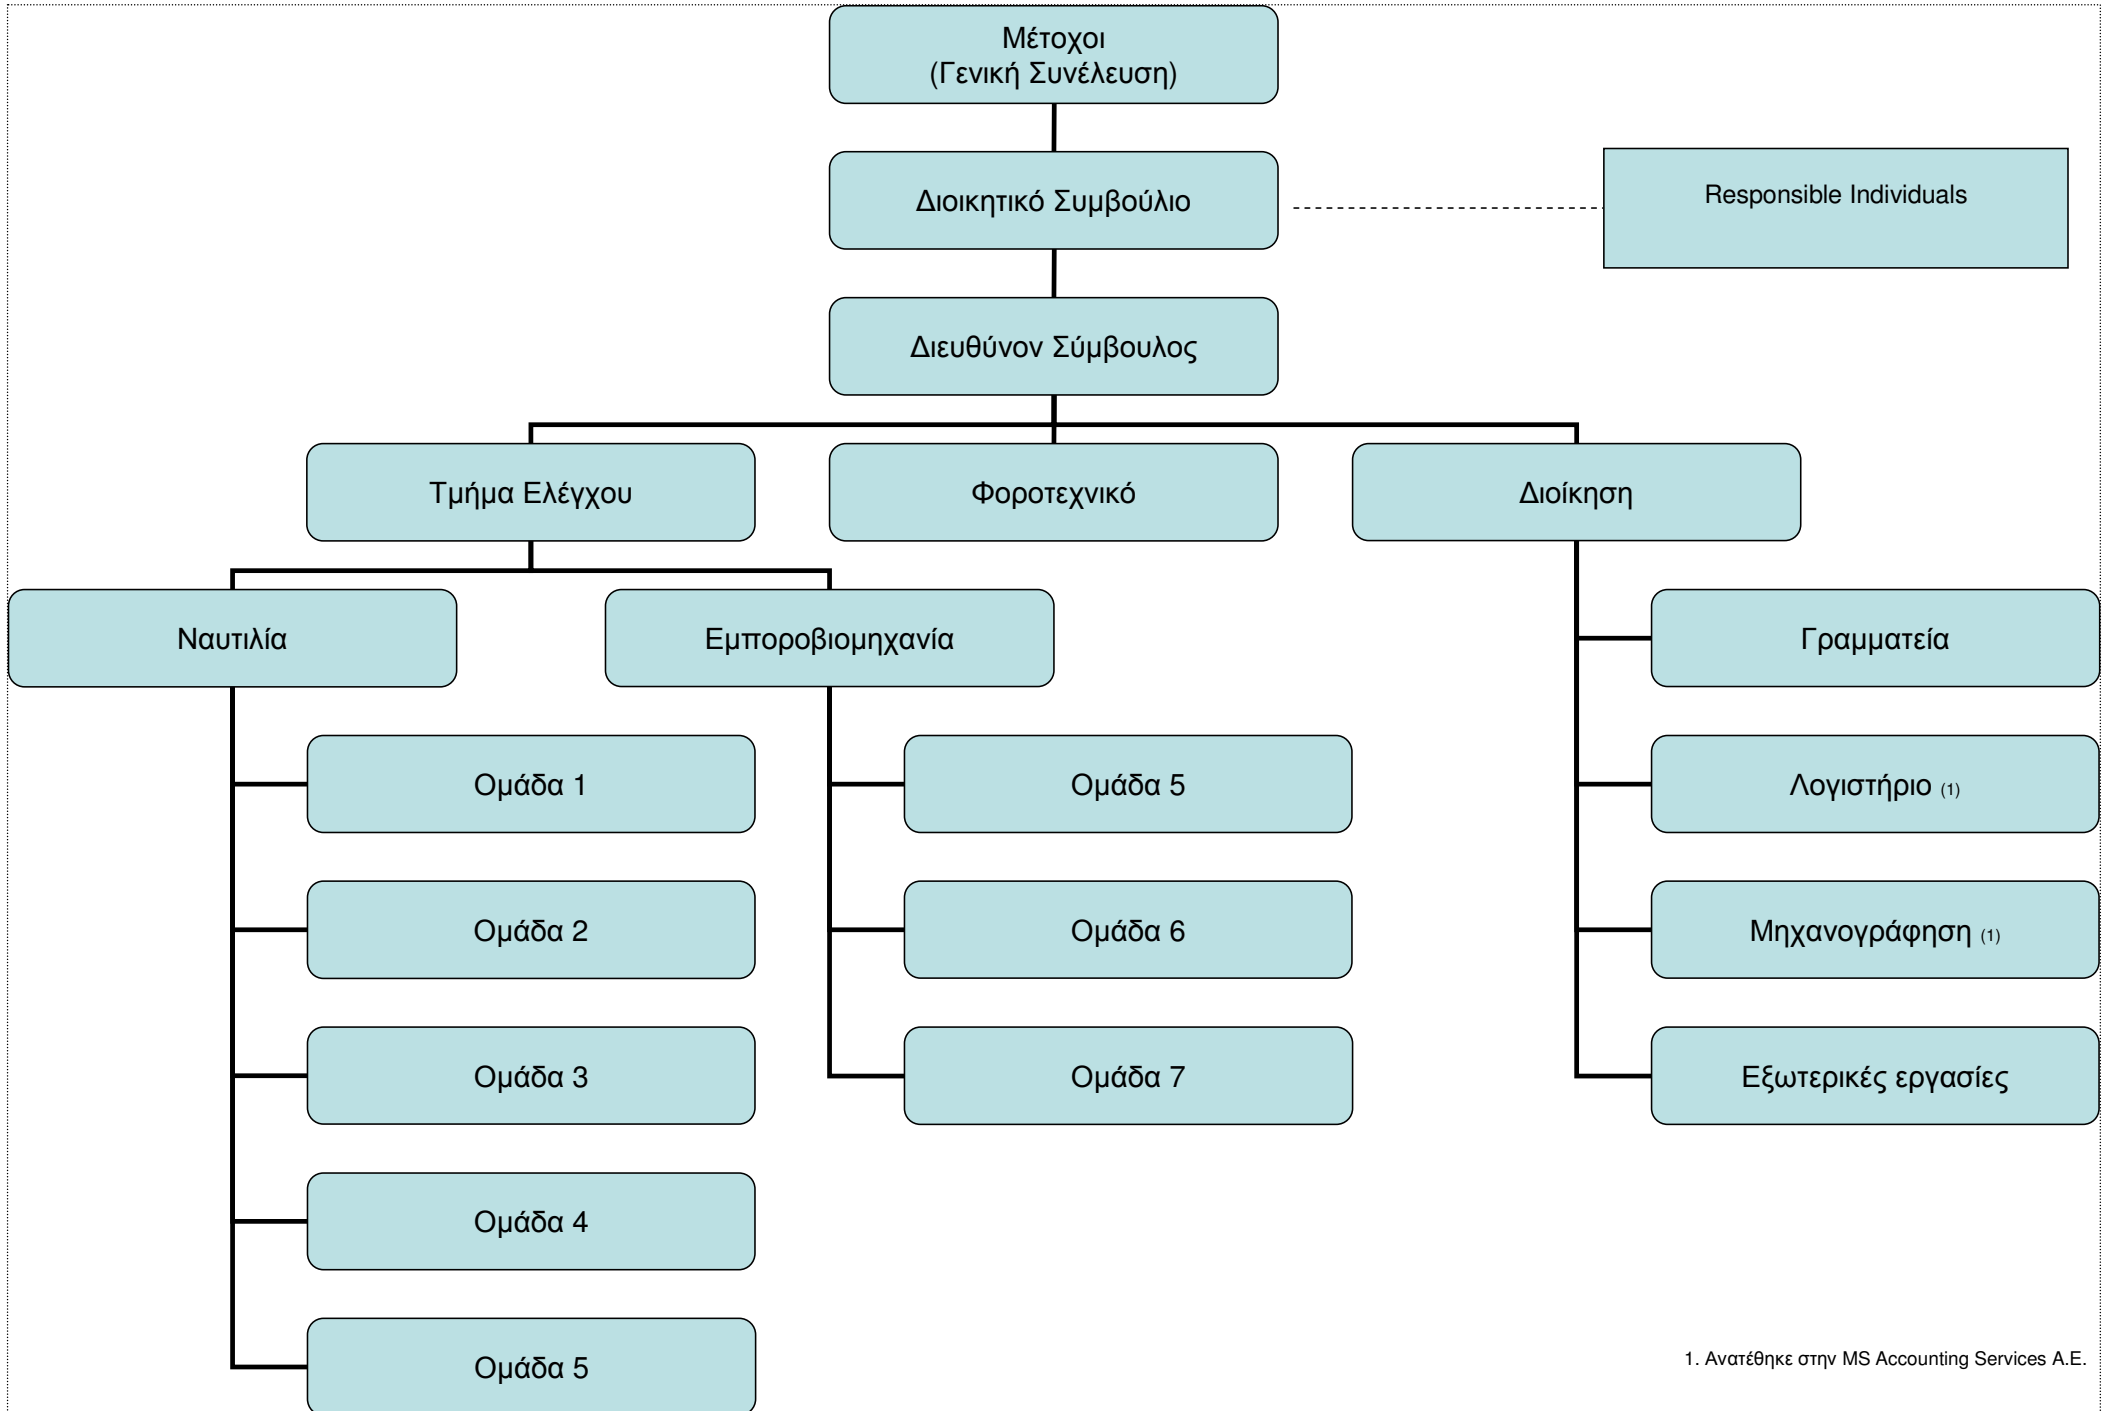 Μέτοχοι
(Γενική Συνέλευση)
Διοικητικό Συμβούλιο
Responsible Individuals
Διευθύνον Σύμβουλος
Τμήμα Ελέγχου
Φοροτεχνικό
Διοίκηση
Ναυτιλία
Εμποροβιομηχανία
Γραμματεία
Ομάδα 1
Ομάδα 5
Λογιστήριο (1)
Ομάδα 2
Ομάδα 6
Μηχανογράφηση (1)
Ομάδα 3
Ομάδα 7
Εξωτερικές εργασίες
Ομάδα 4
Ομάδα 5
1. Ανατέθηκε στην MS Accounting Services Α.Ε.